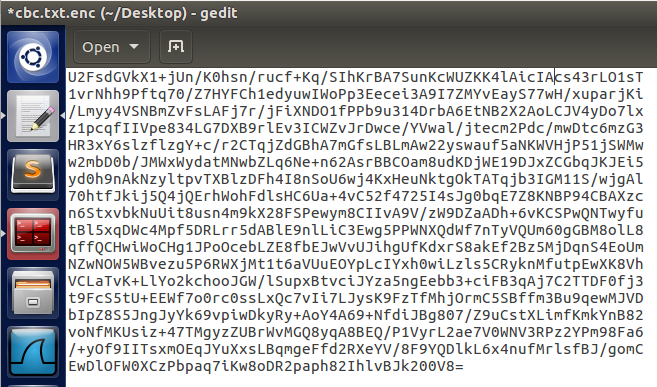 *cbc.txt.enc (~/Desktop) - gedit
Open
U2FsdGVkX1+jUn/K0hsn/rucf+Kq/SIhKrBA7SunKcWUZKK4lAicIAcs43rLO1sT
1vrNhh9Pftq70/Z7HYFCh1edyuwIWoPp3Eecei3A9I7ZMYvEayS77wH/xuparjKi
/Lmyy4VSNBmZvFsLAFj7r/jFiXNDO1fPPb9u314DrbA6EtNB2X2AoLCJV4yDo7lx
z1pcqfIIVpe834LG7DXB9rlEv3ICWZvJrDwce/YVwal/jtecm2Pdc/mwDtc6mzG3
HR3xY6slzflzgY+c/r2CTqjZdGBhA7mGfsLBLmAw22yswauf5aNKWVHjP51jSWMw
w2mbD0b/JMWxWydatMNwbZLq6Ne+n62AsrBBCOam8udKDjWE19DJxZCGbqJKJEi5
yd0h9nAkNzyltpvTXBlzDFh4I8nSoU6wj4KxHeuNktgOkTATqjb3IGM11S/wjgAl
70htfJkij5Q4jQErhWohFdlsHC6Ua+4vC52f4725I4sJg0bqE7Z8KNBP94CBAXzc
n6StxvbkNuUit8usn4m9kX28FSPewym8CIIvA9V/zW9DZaADh+6vKCSPwQNTwyfu
tBl5xqDWc4Mpf5DRLrr5dABlE9nlLiC3Ewg5PPWNXQdWf7nTyVQUm60gGBM8olL8
qffQCHwiWoCHg1JPoOcebLZE8fbEJwVvUJihgUfKdxrS8akEf2Bz5MjDqnS4EoUm
NZwNOW5WBvezu5P6RWXjMt1t6aVUuEOYpLcIYxh0wiLzls5CRyknMfutpEwXK8Vh
VCLaTvK+LlYo2kchooJGW/lSupxBtvciJYza5ngEebb3+ciFB3qAj7C2TTDF0fj3
t9FcS5tU+EEWf7o0rc0ssLxQc7vIi7LJysK9FzTfMhjOrmC5SBffm3Bu9qewMJVD
bIpZ8S5JngJyYk69vpiwDkyRy+AoY4A69+NfdiJBg807/Z9uCstXLimfKmkYnB82
voNfMKUsiz+47TMgyzZUBrWvMGQ8yqA8BEQ/P1VyrL2ae7V0WNV3RPz2YPm98Fa6
/+yOf9IITsxmOEqJYuXxsLBqmgeFfd2RXeYV/8F9YQDlkL6x4nufMrlsfBJ/gomC
EwDlOFW0XCzPbpaq7iKw8oDR2paph82IhlvBJk200V8=